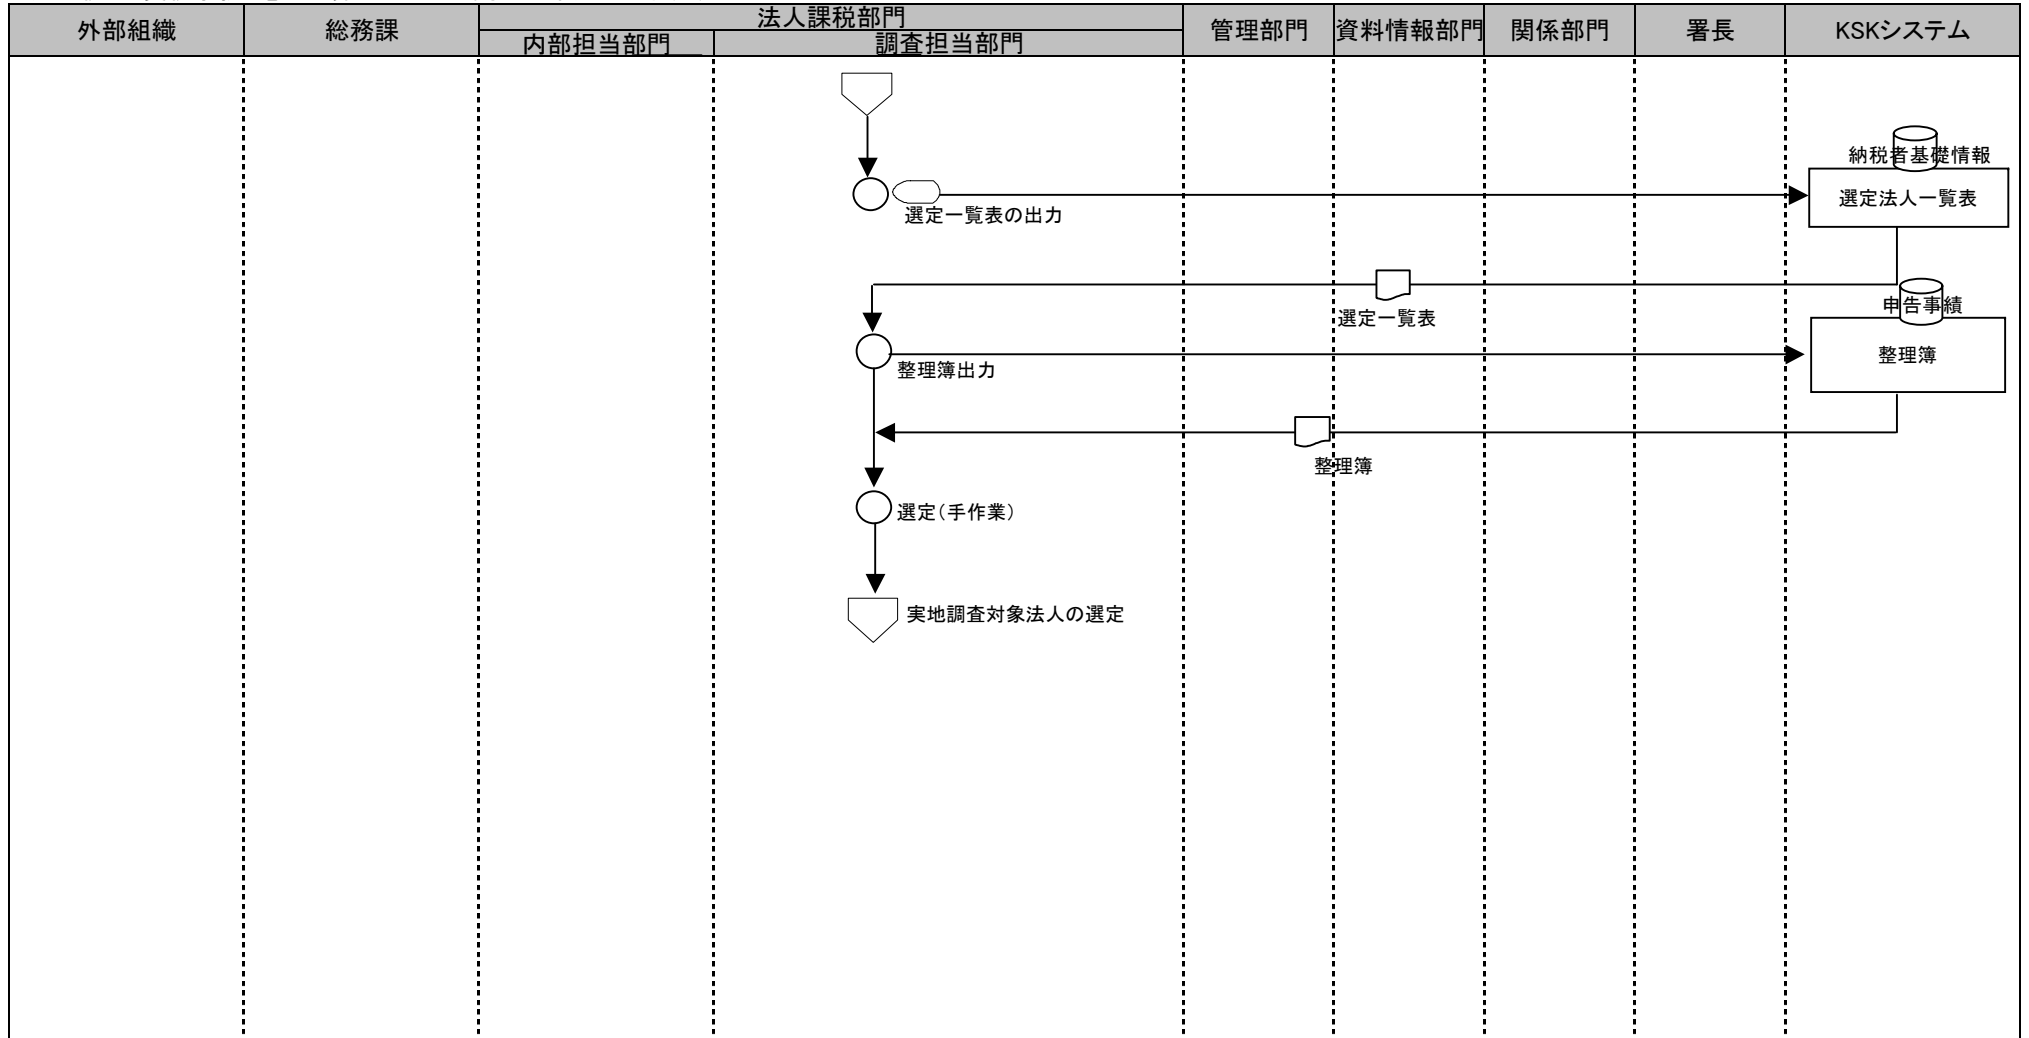 外部組織
総務課
法人課税部門
内部担当部門
調査担当部門
管理部門
資料情報部門
関係部門
署長
KSKシステム
納税者基礎情報
選定法人一覧表
選定一覧表の出力
選定一覧表
申告事績
整理簿
整理簿出力
整理簿
選定(手作業)
実地調査対象法人の選定